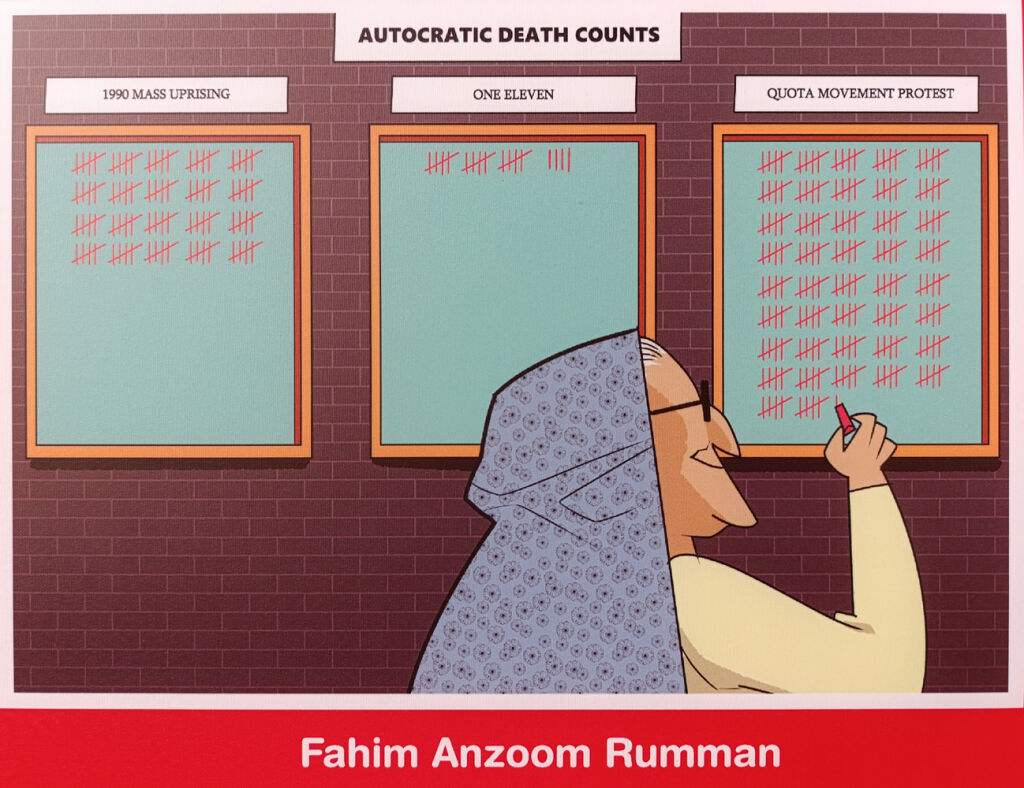 AUTOCRATIC DEATH COUNTS
1990 MASS UPRISING
ONE ELEVEN
QUOTA MOVEMENT PROTEST
Fahim Anzoom Rumman